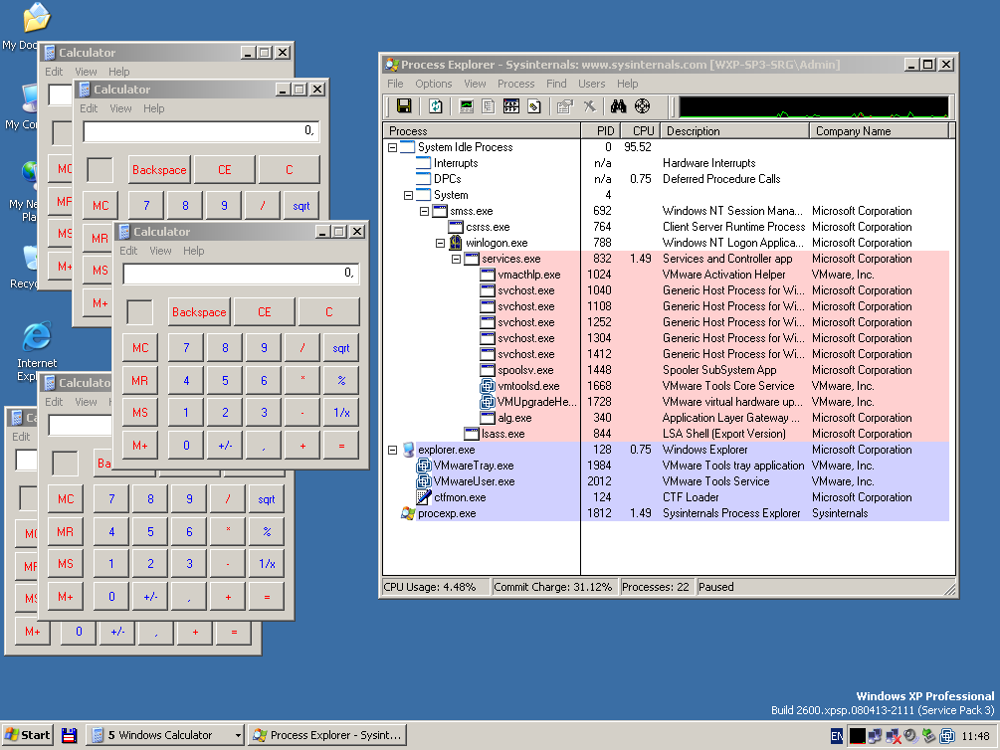 My Doc
My Co
My Ne
Pla
Recyc
Internet
Exp
Calculator
Edit View Help
MC
MR
MS
M+
Calculator
Edit View Help
0,
Backspace CE C
MC 7 8 9 / sqrt
MR
MS
M+
Calculator
Edit View Help
0,
Backspace CE C
MC 7 8 9 / sqrt
MR 4 5 6 * %
MS 1 2 3 - 1/x
M+ 0 +/- , + =
Calculator
Edit View
Ba
MC 7 8 9 / sqrt
MR 4 5 6 * %
MS 1 2 3 - 1/x
M+ 0 +/- , + =
C
Edit
MC
MR
MS
M+ 0 +/- , + =
Process Explorer - Sysinternals: www.sysinternals.com [WXP-SP3-SRG\Admin]
File Options View Process Find Users Help
Process PID CPU Description Company Name
System Idle Process 0 95.52
Interrupts n/a Hardware Interrupts
DPCs n/a 0.75 Deferred Procedure Calls
System 4
smss.exe 692 Windows NT Session Mana... Microsoft Corporation
csrss.exe 764 Client Server Runtime Process Microsoft Corporation
winlogon.exe 788 Windows NT Logon Applica... Microsoft Corporation
services.exe 832 1.49 Services and Controller app Microsoft Corporation
vmacthlp.exe 1024 VMware Activation Helper VMware, Inc.
svchost.exe 1040 Generic Host Process for Wi... Microsoft Corporation
svchost.exe 1108 Generic Host Process for Wi... Microsoft Corporation
svchost.exe 1252 Generic Host Process for Wi... Microsoft Corporation
svchost.exe 1304 Generic Host Process for Wi... Microsoft Corporation
svchost.exe 1412 Generic Host Process for Wi... Microsoft Corporation
spoolsv.exe 1448 Spooler SubSystem App Microsoft Corporation
vmtoolsd.exe 1668 VMware Tools Core Service VMware, Inc.
VMUpgradeHe... 1728 VMware virtual hardware up... VMware, Inc.
alg.exe 340 Application Layer Gateway ... Microsoft Corporation
lsass.exe 844 LSA Shell (Export Version) Microsoft Corporation
explorer.exe 128 0.75 Windows Explorer Microsoft Corporation
VMwareTray.exe 1984 VMware Tools tray application VMware, Inc.
VMwareUser.exe 2012 VMware Tools Service VMware, Inc.
ctfmon.exe 124 CTF Loader Microsoft Corporation
procexp.exe 1812 1.49 Sysinternals Process Explorer Sysinternals
CPU Usage: 4.48% Commit Charge: 31.12% Processes: 22 Paused
Windows XP Professional
Build 2600.xpsp.080413-2111 (Service Pack 3)
Start 5 Windows Calculator Process Explorer - Sysint... EN 11:48